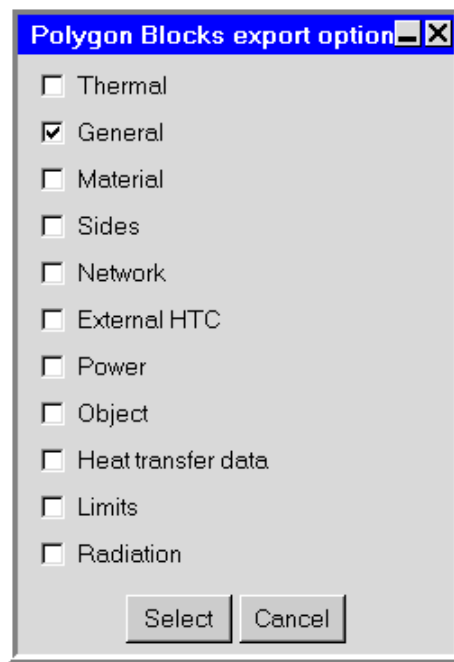 Polygon Blocks export option
Thermal
General
Material
Sides
Network
External HTC
Power
Object
Heat transfer data
Limits
Radiation
Select Cancel